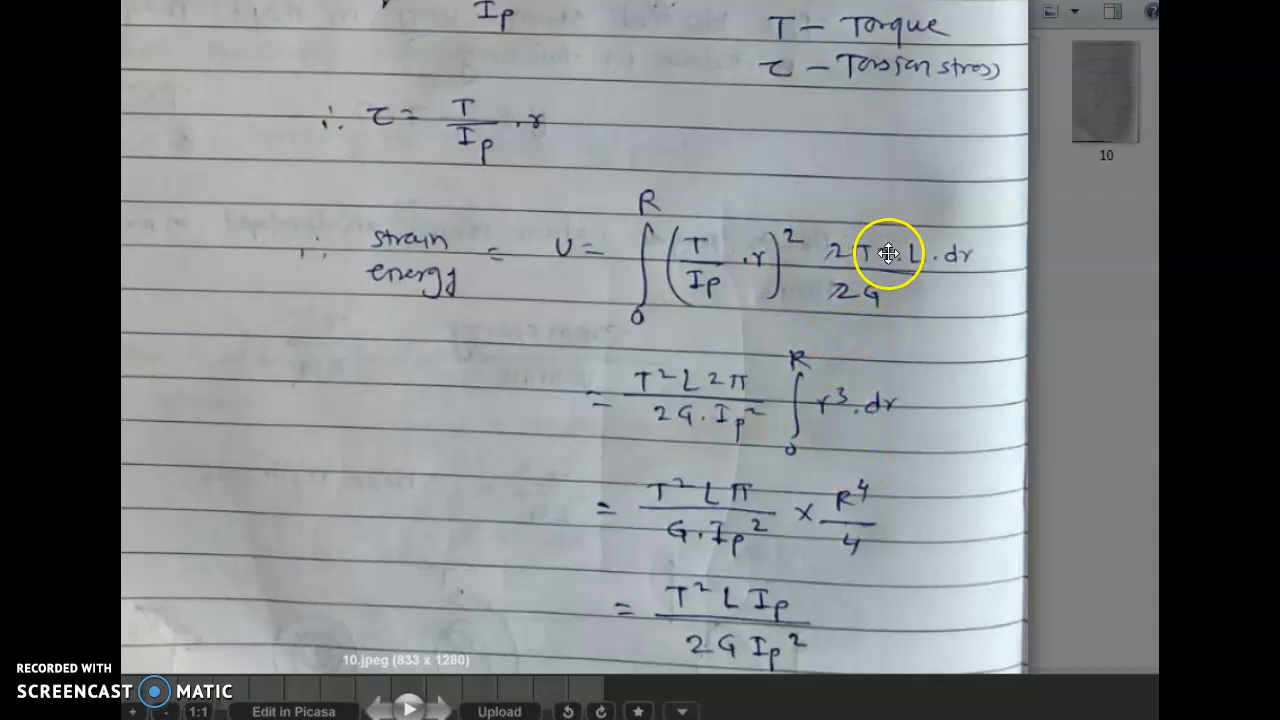 Ip
T – Torque
τ – Torsion stress
∴ τ = T/Ip . r
∴ strain energy = U = ∫₀ᴿ (T/Ip . r)² 2π r . L . dr / 2G
= T² L 2π / 2G . Ip² ∫₀ᴿ r³ . dr
= T² L π / G . Ip² × R⁴/4
= T² L Ip / 2 G Ip²
10
10.jpeg (833 x 1280)
RECORDED WITH
SCREENCAST MATIC
+ - 1:1 Edit in Picasa Upload